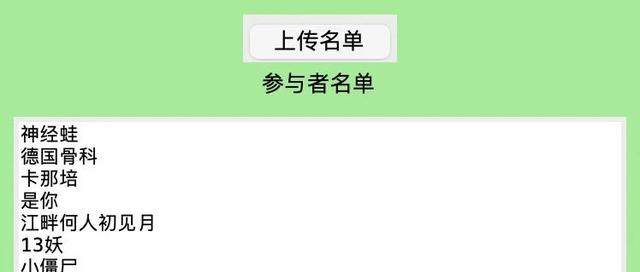 上传名单
参与者名单
神经蛙
德国骨科
卡那培
是你
江畔何人初见月
13妖
小僵尸